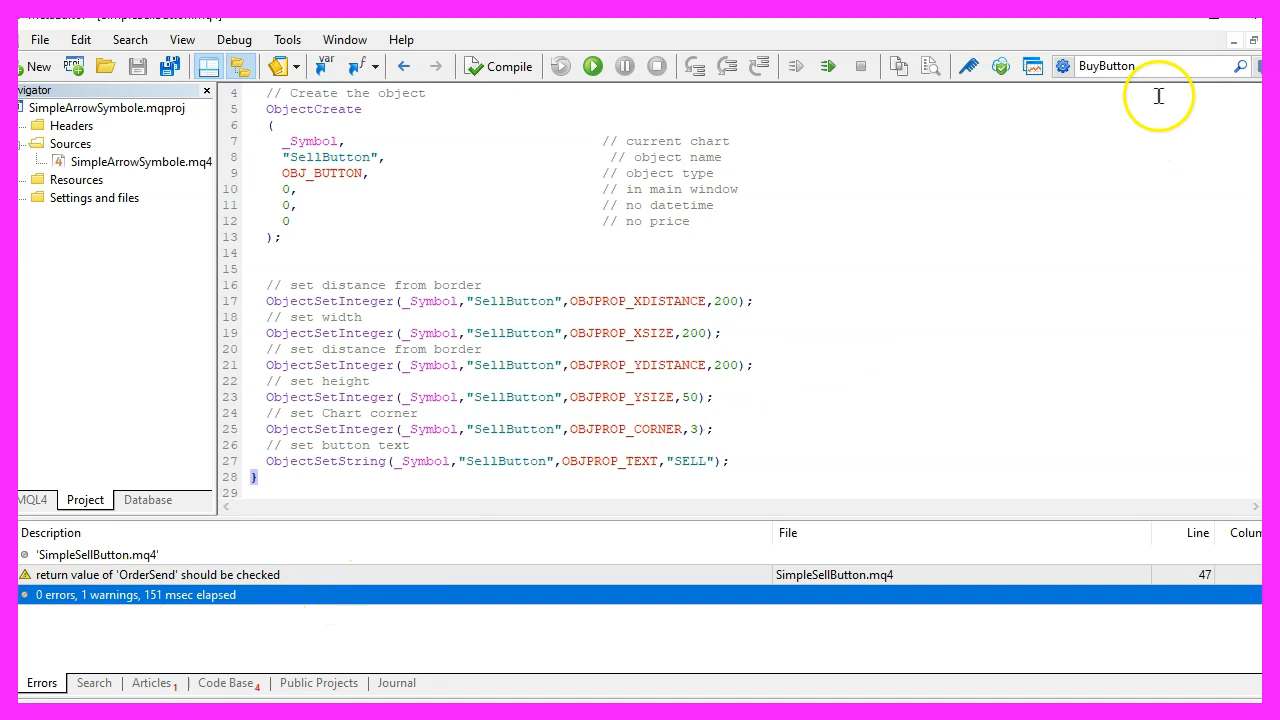 MetaEditor - [SimpleSellButton.mq4]
File Edit Search View Debug Tools Window Help
New Compile BuyButton
vigator
SimpleArrowSymbole.mqproj
Headers
Sources
SimpleArrowSymbole.mq4
Resources
Settings and files
MQL4 Project Database
4 // Create the object
5 ObjectCreate
6 (
7 _Symbol, // current chart
8 "SellButton", // object name
9 OBJ_BUTTON, // object type
10 0, // in main window
11 0, // no datetime
12 0 // no price
13 );
14
15
16 // set distance from border
17 ObjectSetInteger(_Symbol,"SellButton",OBJPROP_XDISTANCE,200);
18 // set width
19 ObjectSetInteger(_Symbol,"SellButton",OBJPROP_XSIZE,200);
20 // set distance from border
21 ObjectSetInteger(_Symbol,"SellButton",OBJPROP_YDISTANCE,200);
22 // set height
23 ObjectSetInteger(_Symbol,"SellButton",OBJPROP_YSIZE,50);
24 // set Chart corner
25 ObjectSetInteger(_Symbol,"SellButton",OBJPROP_CORNER,3);
26 // set button text
27 ObjectSetString(_Symbol,"SellButton",OBJPROP_TEXT,"SELL");
28 }
29
Description File Line Colum
'SimpleSellButton.mq4'
return value of 'OrderSend' should be checked SimpleSellButton.mq4 47
0 errors, 1 warnings, 151 msec elapsed
Errors Search Articles 1 Code Base 4 Public Projects Journal